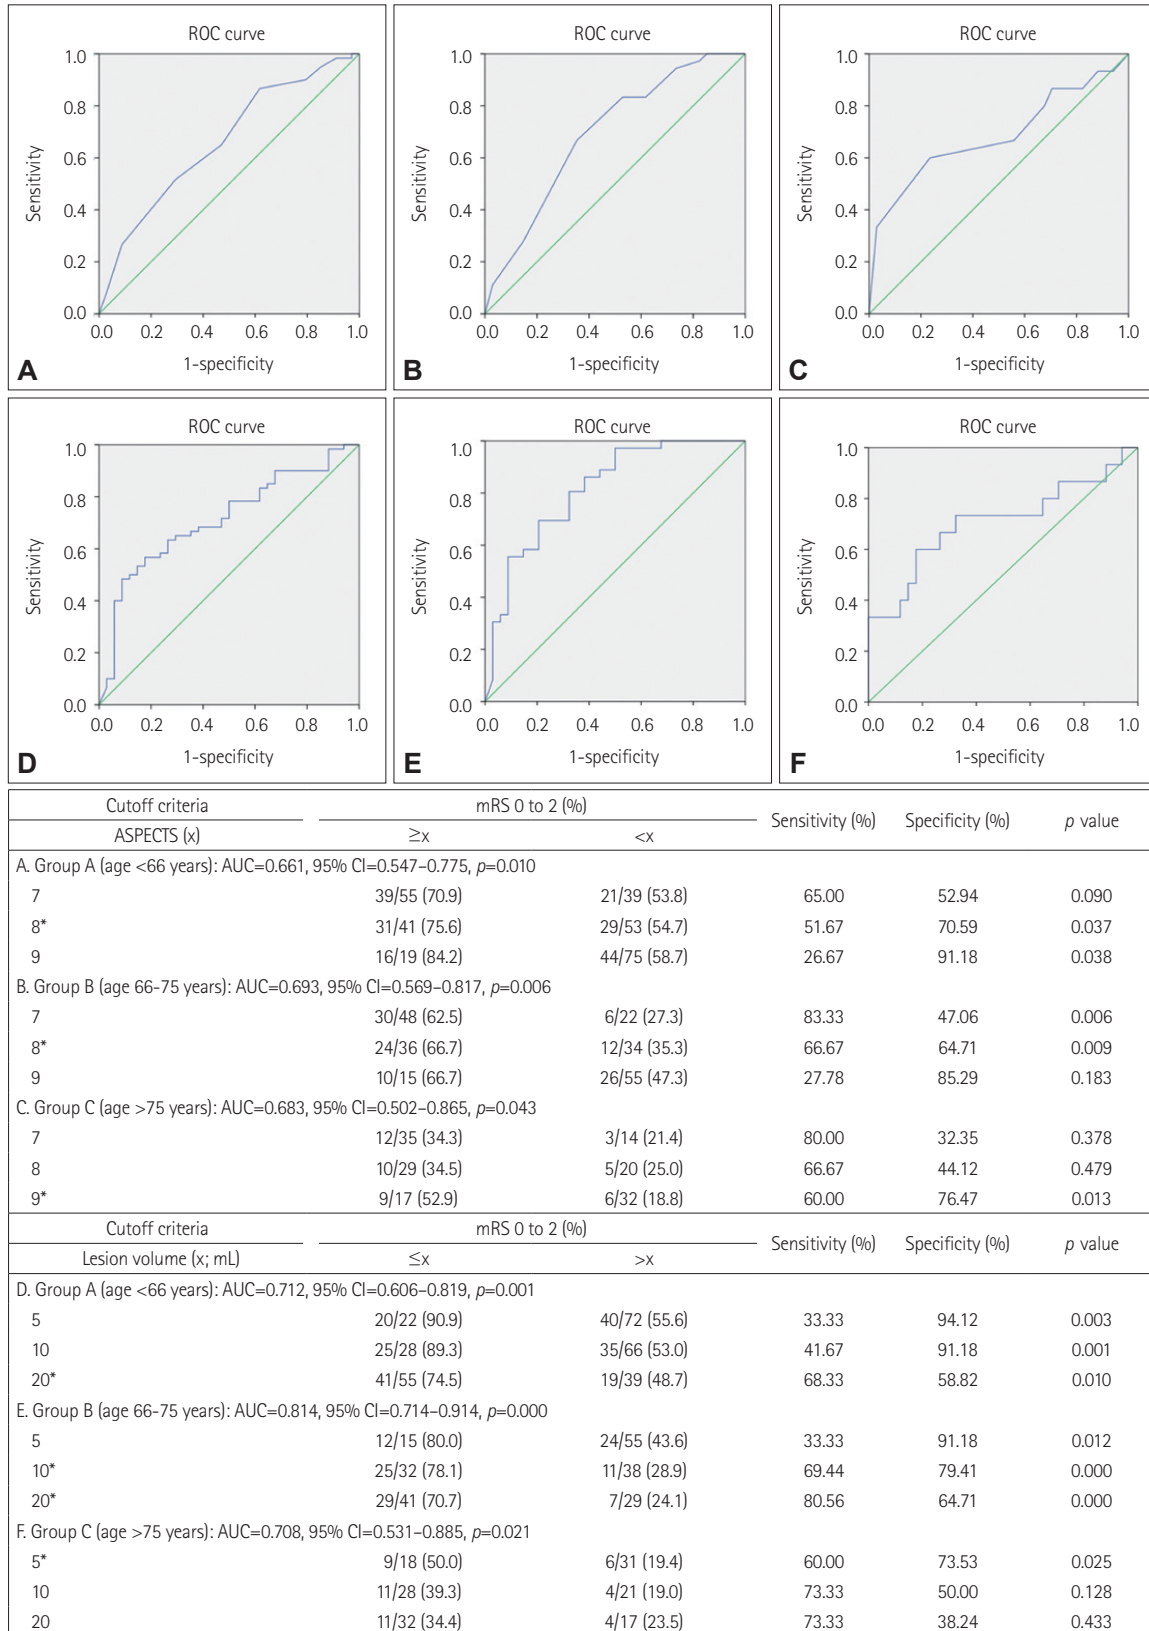 ROC curve
1.0
0.8
0.6
0.4
0.2
0.0
Sensitivity
0.0 0.2 0.4 0.6 0.8 1.0
1-specificity
A
ROC curve
1.0
0.8
0.6
0.4
0.2
0.0
Sensitivity
0.0 0.2 0.4 0.6 0.8 1.0
1-specificity
B
ROC curve
1.0
0.8
0.6
0.4
0.2
0.0
Sensitivity
0.0 0.2 0.4 0.6 0.8 1.0
1-specificity
C
ROC curve
1.0
0.8
0.6
0.4
0.2
0.0
Sensitivity
0.0 0.2 0.4 0.6 0.8 1.0
1-specificity
D
ROC curve
1.0
0.8
0.6
0.4
0.2
0.0
Sensitivity
0.0 0.2 0.4 0.6 0.8 1.0
1-specificity
E
ROC curve
1.0
0.8
0.6
0.4
0.2
0.0
Sensitivity
0.0 0.2 0.4 0.6 0.8 1.0
1-specificity
F
Cutoff criteria mRS 0 to 2 (%) Sensitivity (%) Specificity (%) p value
ASPECTS (x) ≥x <x
A. Group A (age <66 years): AUC=0.661, 95% CI=0.547–0.775, p=0.010
7 39/55 (70.9) 21/39 (53.8) 65.00 52.94 0.090
8* 31/41 (75.6) 29/53 (54.7) 51.67 70.59 0.037
9 16/19 (84.2) 44/75 (58.7) 26.67 91.18 0.038
B. Group B (age 66-75 years): AUC=0.693, 95% CI=0.569–0.817, p=0.006
7 30/48 (62.5) 6/22 (27.3) 83.33 47.06 0.006
8* 24/36 (66.7) 12/34 (35.3) 66.67 64.71 0.009
9 10/15 (66.7) 26/55 (47.3) 27.78 85.29 0.183
C. Group C (age >75 years): AUC=0.683, 95% CI=0.502–0.865, p=0.043
7 12/35 (34.3) 3/14 (21.4) 80.00 32.35 0.378
8 10/29 (34.5) 5/20 (25.0) 66.67 44.12 0.479
9* 9/17 (52.9) 6/32 (18.8) 60.00 76.47 0.013
Cutoff criteria mRS 0 to 2 (%) Sensitivity (%) Specificity (%) p value
Lesion volume (x; mL) ≤x >x
D. Group A (age <66 years): AUC=0.712, 95% CI=0.606–0.819, p=0.001
5 20/22 (90.9) 40/72 (55.6) 33.33 94.12 0.003
10 25/28 (89.3) 35/66 (53.0) 41.67 91.18 0.001
20* 41/55 (74.5) 19/39 (48.7) 68.33 58.82 0.010
E. Group B (age 66-75 years): AUC=0.814, 95% CI=0.714–0.914, p=0.000
5 12/15 (80.0) 24/55 (43.6) 33.33 91.18 0.012
10* 25/32 (78.1) 11/38 (28.9) 69.44 79.41 0.000
20* 29/41 (70.7) 7/29 (24.1) 80.56 64.71 0.000
F. Group C (age >75 years): AUC=0.708, 95% CI=0.531–0.885, p=0.021
5* 9/18 (50.0) 6/31 (19.4) 60.00 73.53 0.025
10 11/28 (39.3) 4/21 (19.0) 73.33 50.00 0.128
20 11/32 (34.4) 4/17 (23.5) 73.33 38.24 0.433